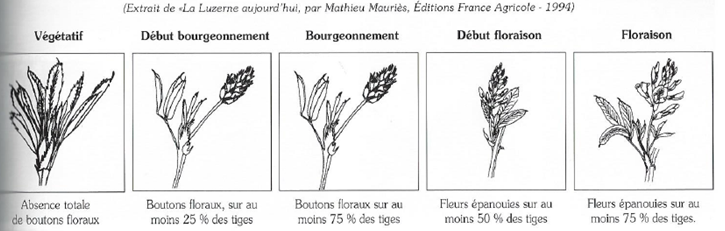 (Extrait de «La Luzerne aujourd'hui, par Mathieu Mauriès, Éditions France Agricole - 1994)
Végétatif
Début bourgeonnement
Bourgeonnement
Début floraison
Floraison
Absence totale
de boutons floraux
Boutons floraux, sur au
moins 25 % des tiges
Boutons floraux sur au
moins 75 % des tiges
Fleurs épanouies sur au
moins 50 % des tiges
Fleurs épanouies sur au
moins 75 % des tiges.